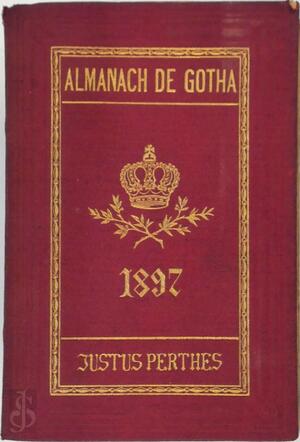 ALMANACH DE GOTHA
1897
JUSTUS PERTHES